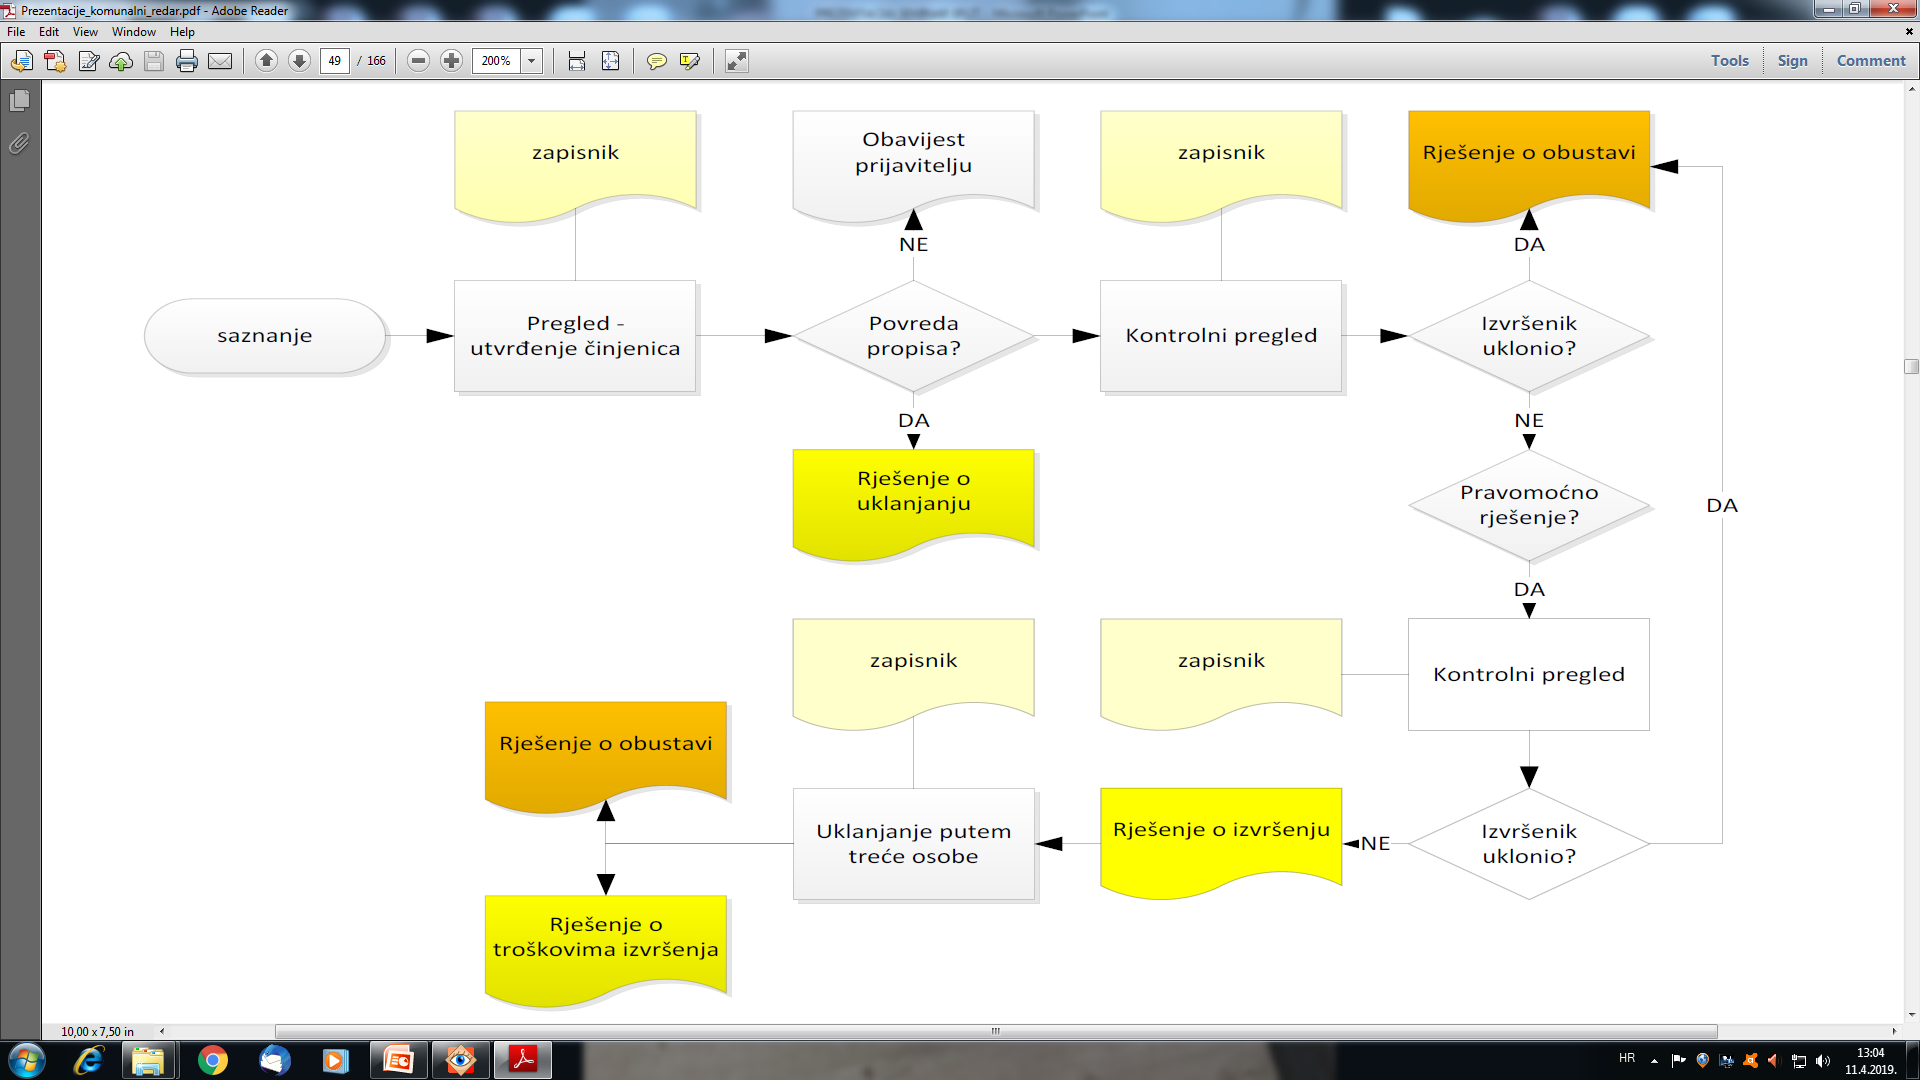 Prezentacije_komunalni_redar.pdf - Adobe Reader
File Edit View Window Help
49 / 166
200%
Tools Sign Comment
zapisnik
Obavijest
prijavitelju
zapisnik
Rješenje o obustavi
NE
DA
saznanje
Pregled -
utvrđenje činjenica
Povreda
propisa?
Kontrolni pregled
Izvršenik
uklonio?
DA
NE
Rješenje o
uklanjanju
Pravomoćno
rješenje?
DA
DA
zapisnik
zapisnik
Kontrolni pregled
Rješenje o obustavi
Uklanjanje putem
treće osobe
Rješenje o izvršenju
NE
Izvršenik
uklonio?
Rješenje o
troškovima izvršenja
10,00 x 7,50 in
HR
13:04
11.4.2019.